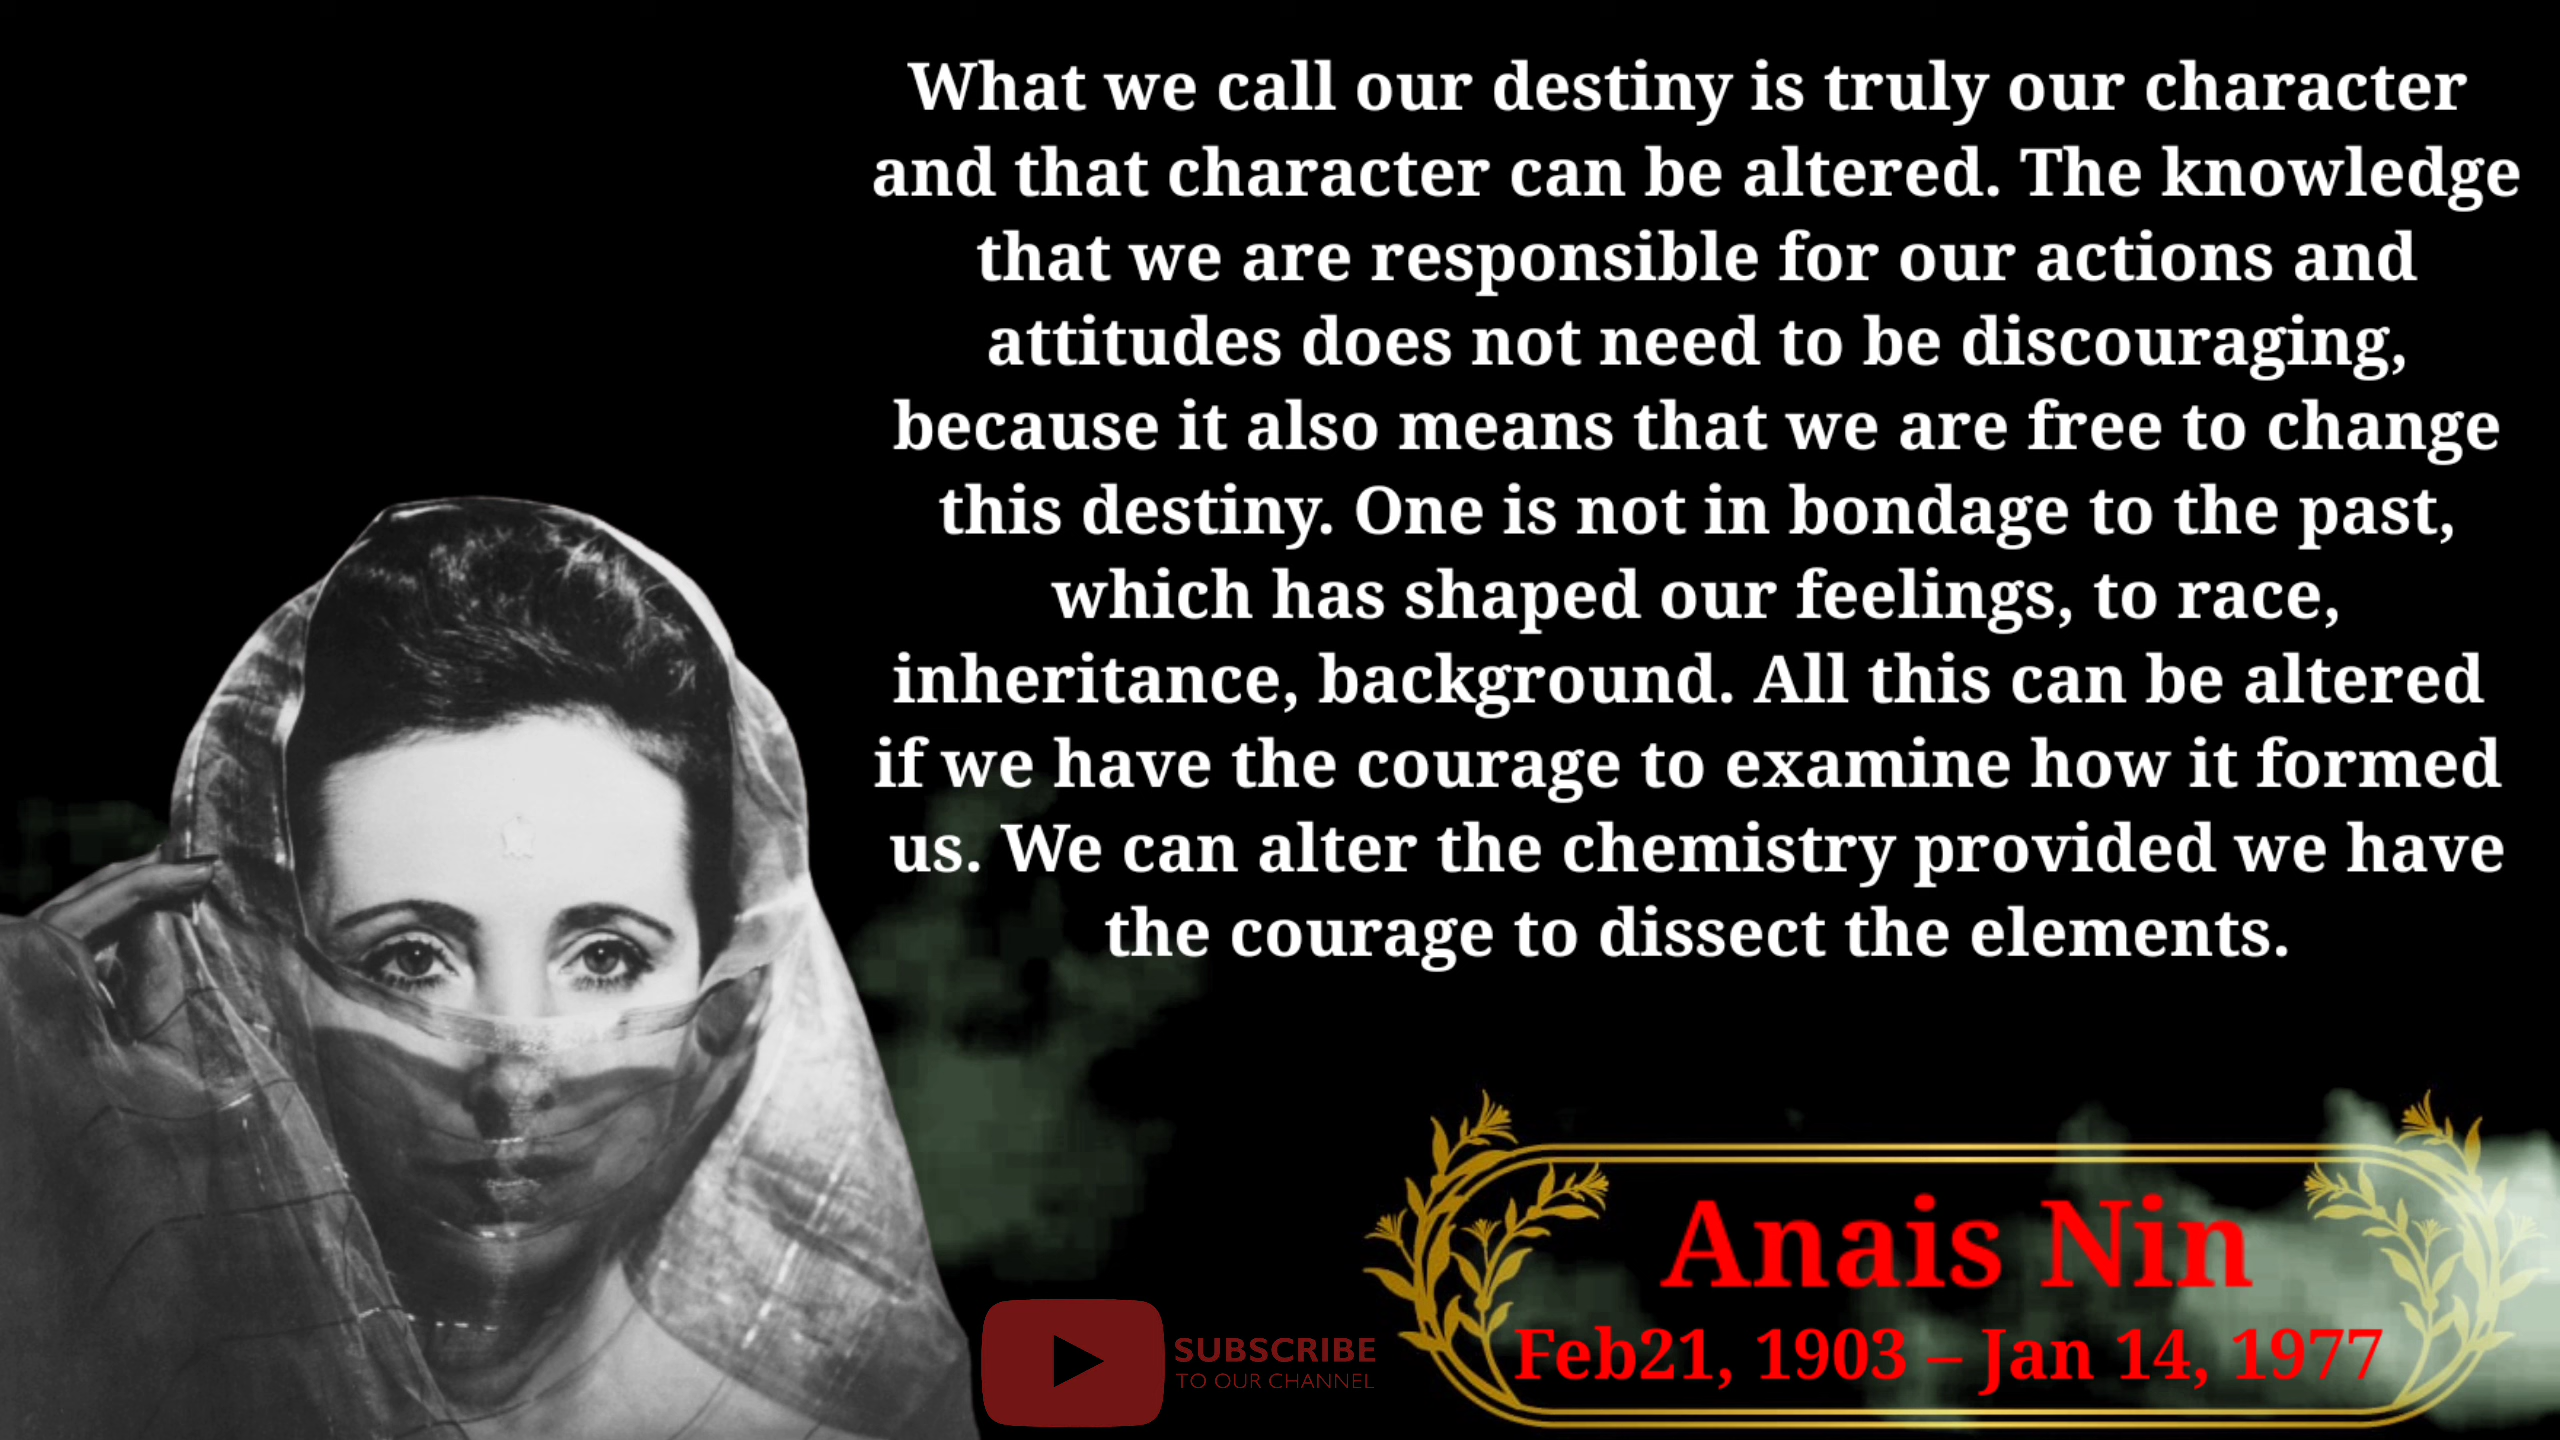 What we call our destiny is truly our character
and that character can be altered. The knowledge
that we are responsible for our actions and
attitudes does not need to be discouraging,
because it also means that we are free to change
this destiny. One is not in bondage to the past,
which has shaped our feelings, to race,
inheritance, background. All this can be altered
if we have the courage to examine how it formed
us. We can alter the chemistry provided we have
the courage to dissect the elements.
Anais Nin
Feb21, 1903 – Jan 14, 1977
SUBSCRIBE
TO OUR CHANNEL